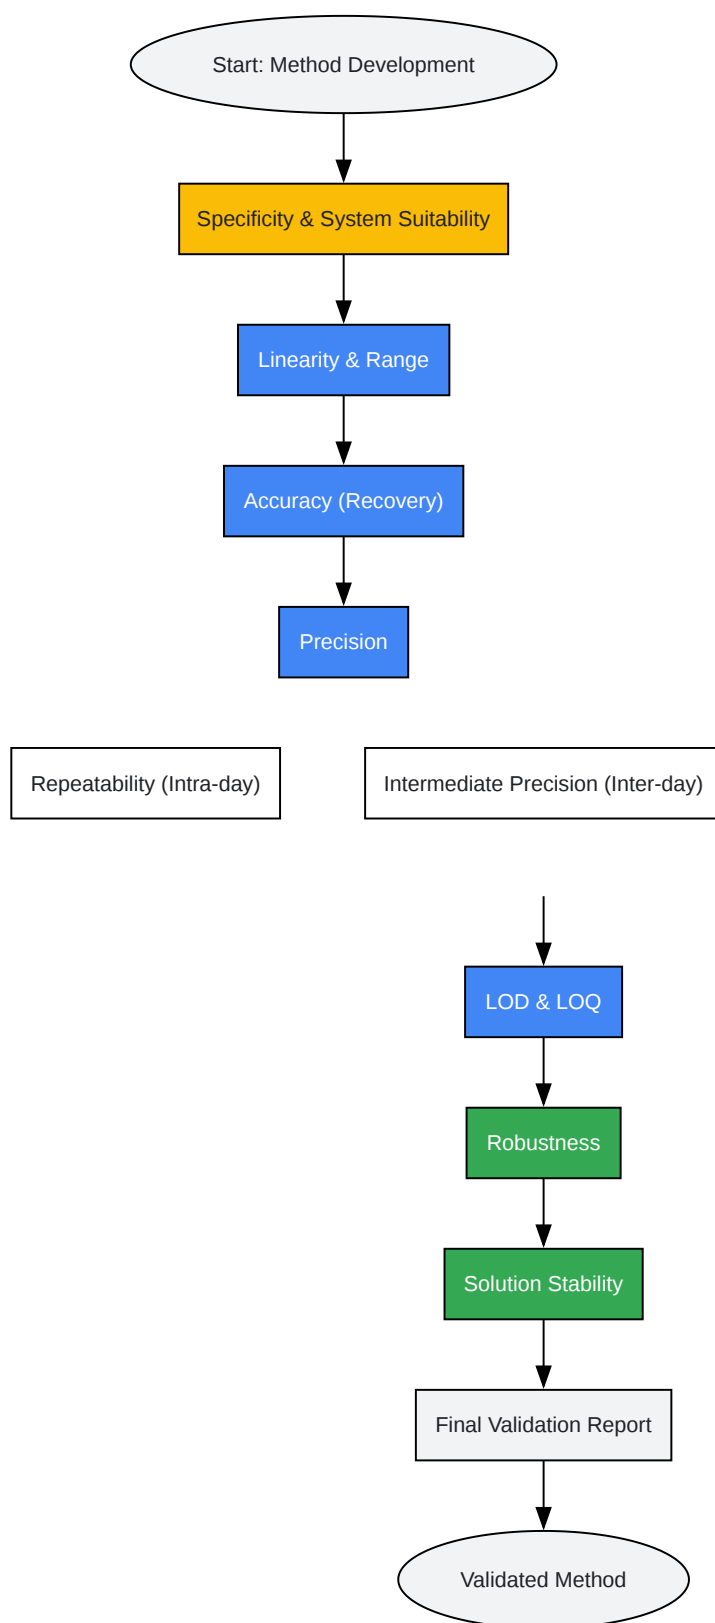 Start: Method Development
Specificity & System Suitability
Linearity & Range
Accuracy (Recovery)
Precision
Repeatability (Intra-day)
Intermediate Precision (Inter-day)
LOD & LOQ
Robustness
Solution Stability
Final Validation Report
Validated Method